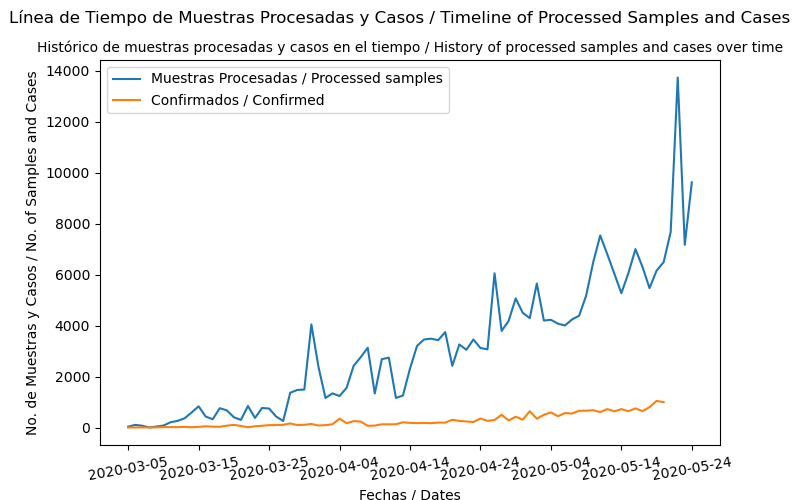 Línea de Tiempo de Muestras Procesadas y Casos / Timeline of Processed Samples and Cases
Histórico de muestras procesadas y casos en el tiempo / History of processed samples and cases over time
Muestras Procesadas / Processed samples
Confirmados / Confirmed
No. de Muestras y Casos / No. of Samples and Cases
14000
12000
10000
8000
6000
4000
2000
0
2020-03-05 2020-03-15 2020-03-25 2020-04-04 2020-04-14 2020-04-24 2020-05-04 2020-05-14 2020-05-24
Fechas / Dates